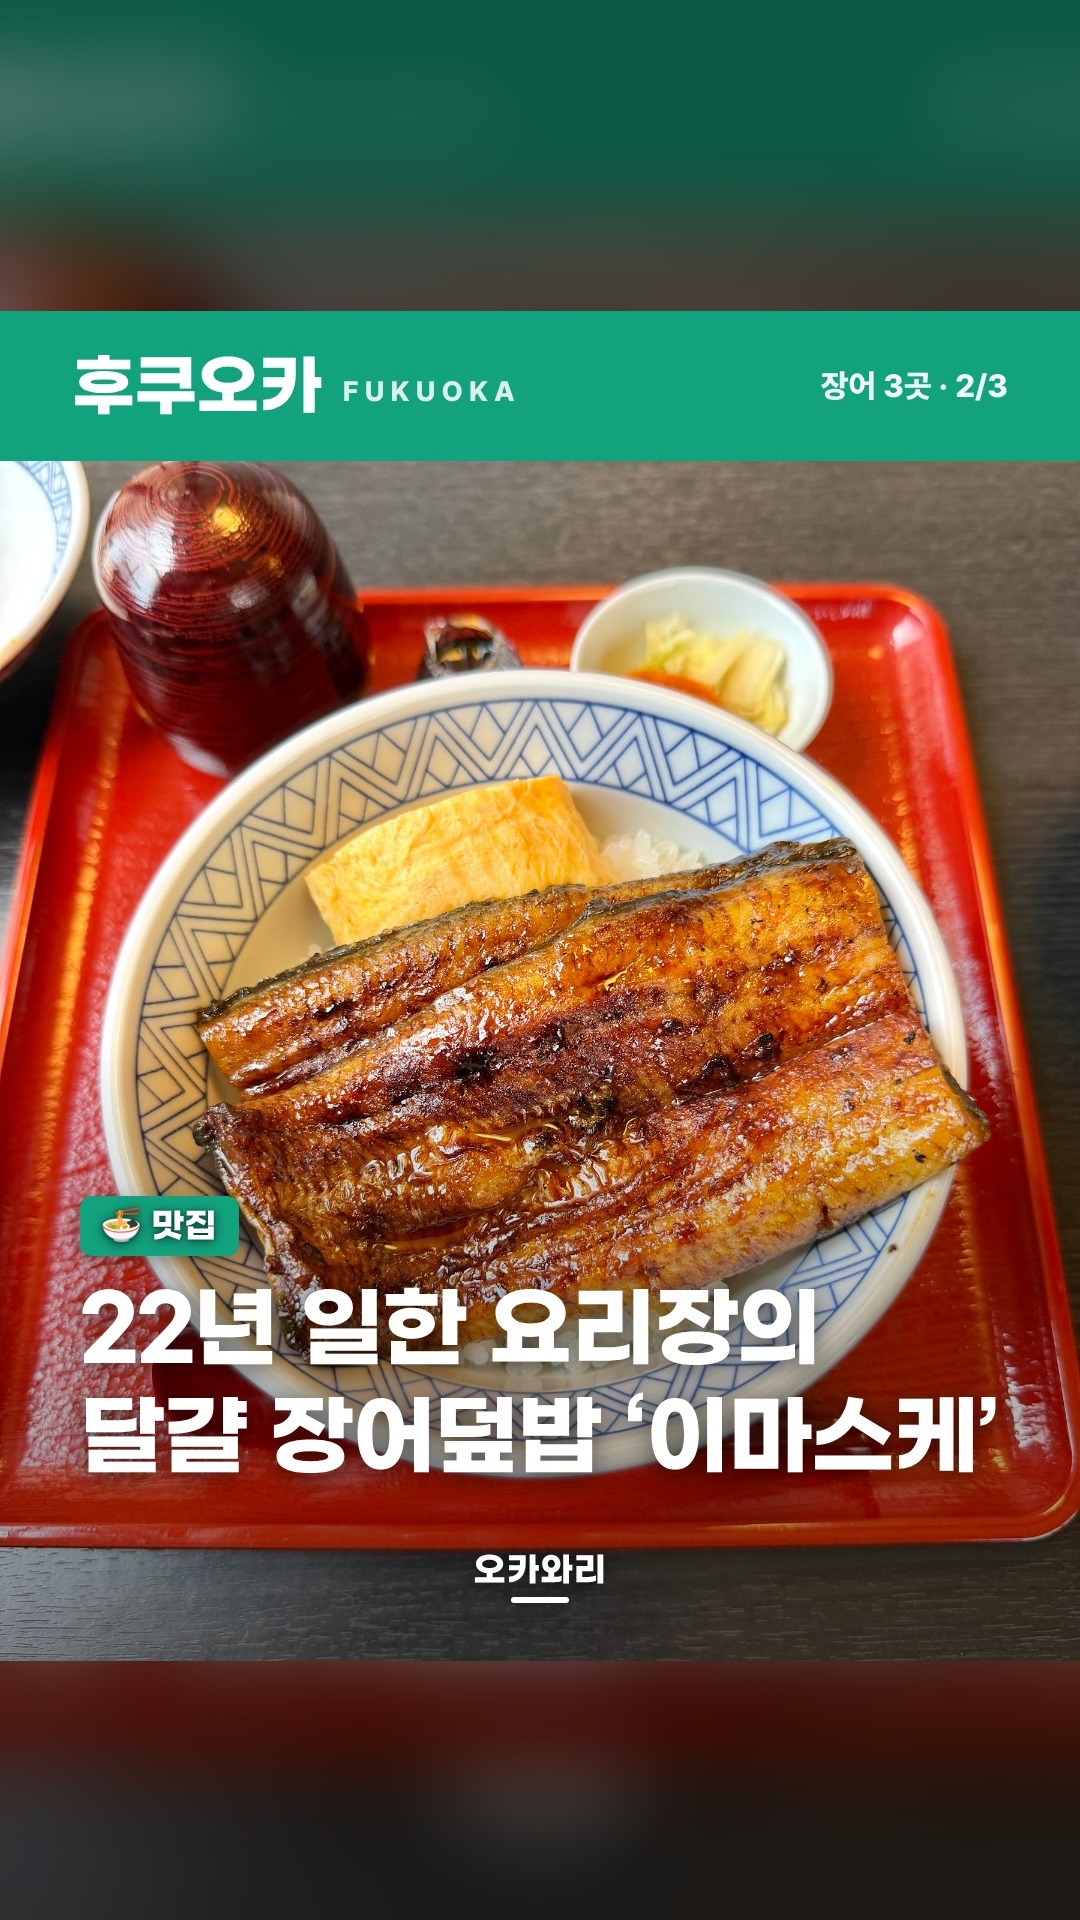 후쿠오카 FUKUOKA
장어 3곳 · 2/3
맛집
22년 일한 요리장의
달걀 장어덮밥 ‘이마스케’
오카와리